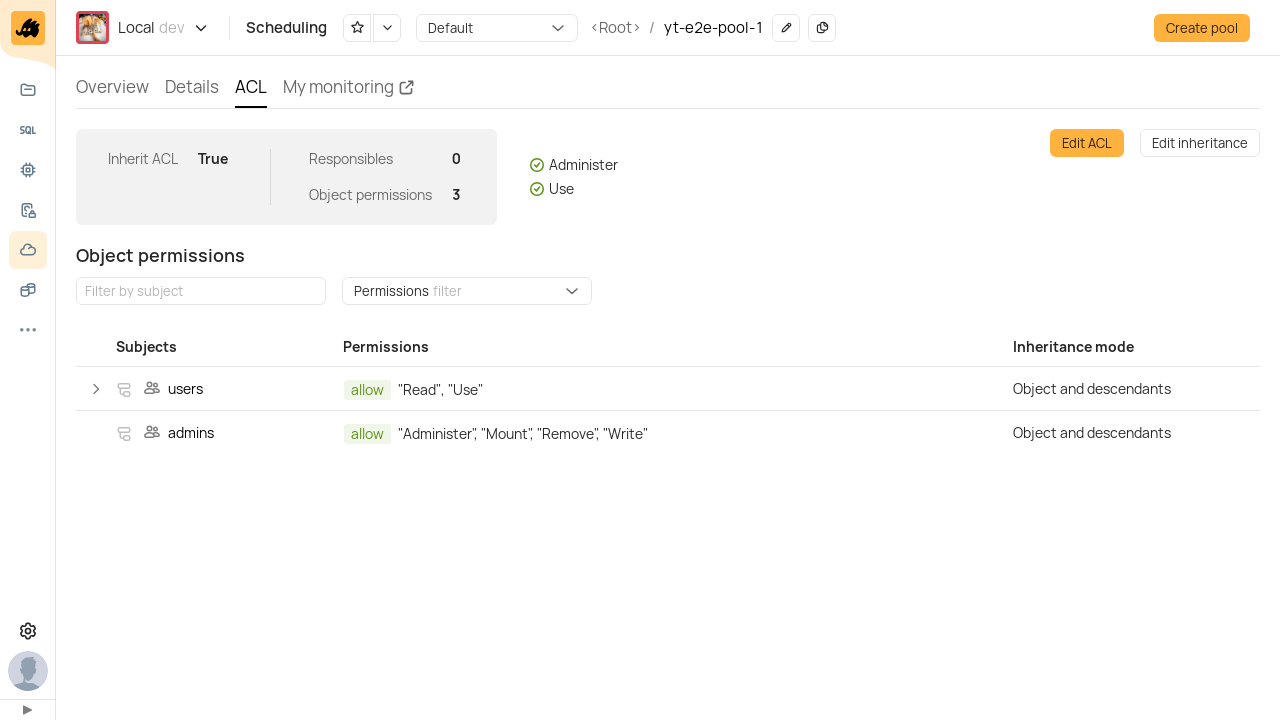 Local dev
Scheduling
Default
<Root> / yt-e2e-pool-1
Create pool
SQL
Overview Details ACL My monitoring
Inherit ACL True
Responsibles 0
Object permissions 3
Administer
Use
Edit ACL Edit inheritance
Object permissions
Filter by subject
Permissions filter
Subjects Permissions Inheritance mode
users allow "Read", "Use" Object and descendants
admins allow "Administer", "Mount", "Remove", "Write" Object and descendants